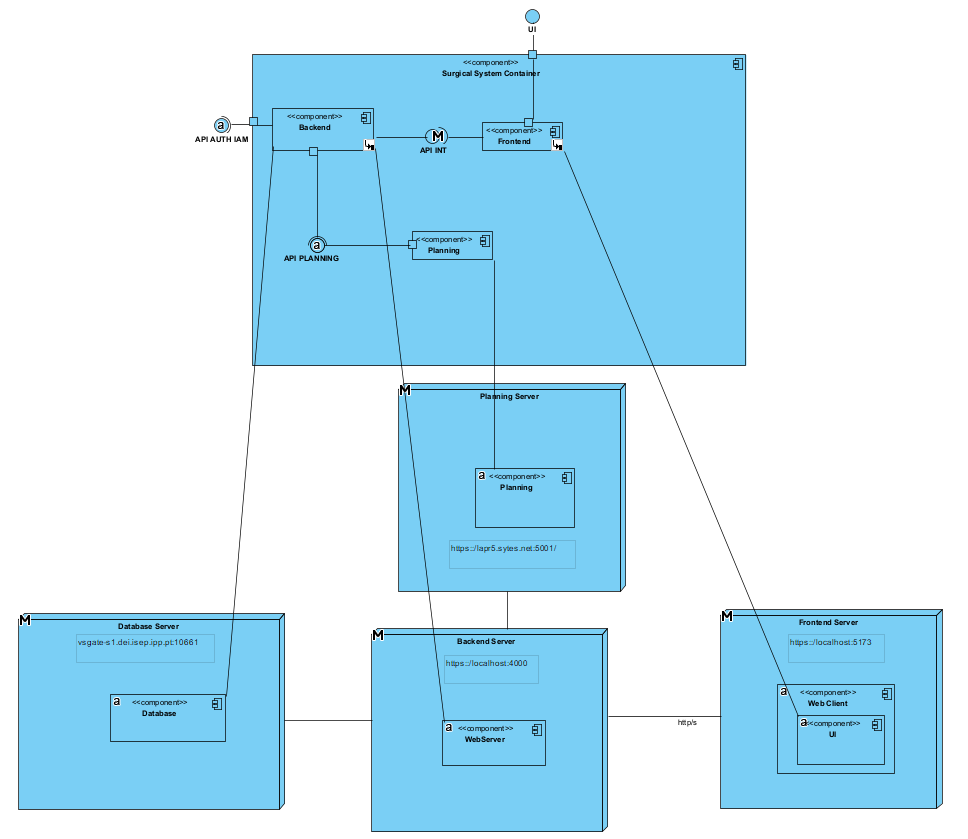 UI
<<component>>
Surgical System Container
<<component>>
Backend
a
API AUTH IAM
M
API INT
<<component>>
Frontend
a
API PLANNING
<<component>>
Planning
M
Planning Server
a <<component>>
Planning
https://lapr5.sytes.net:5001/
M
Database Server
vsgate-s1.dei.isep.ipp.pt:10661
a <<component>>
Database
M
Backend Server
https://localhost:4000
a <<component>>
WebServer
http/s
M
Frontend Server
https://localhost:5173
a <<component>>
Web Client
a <<component>>
UI